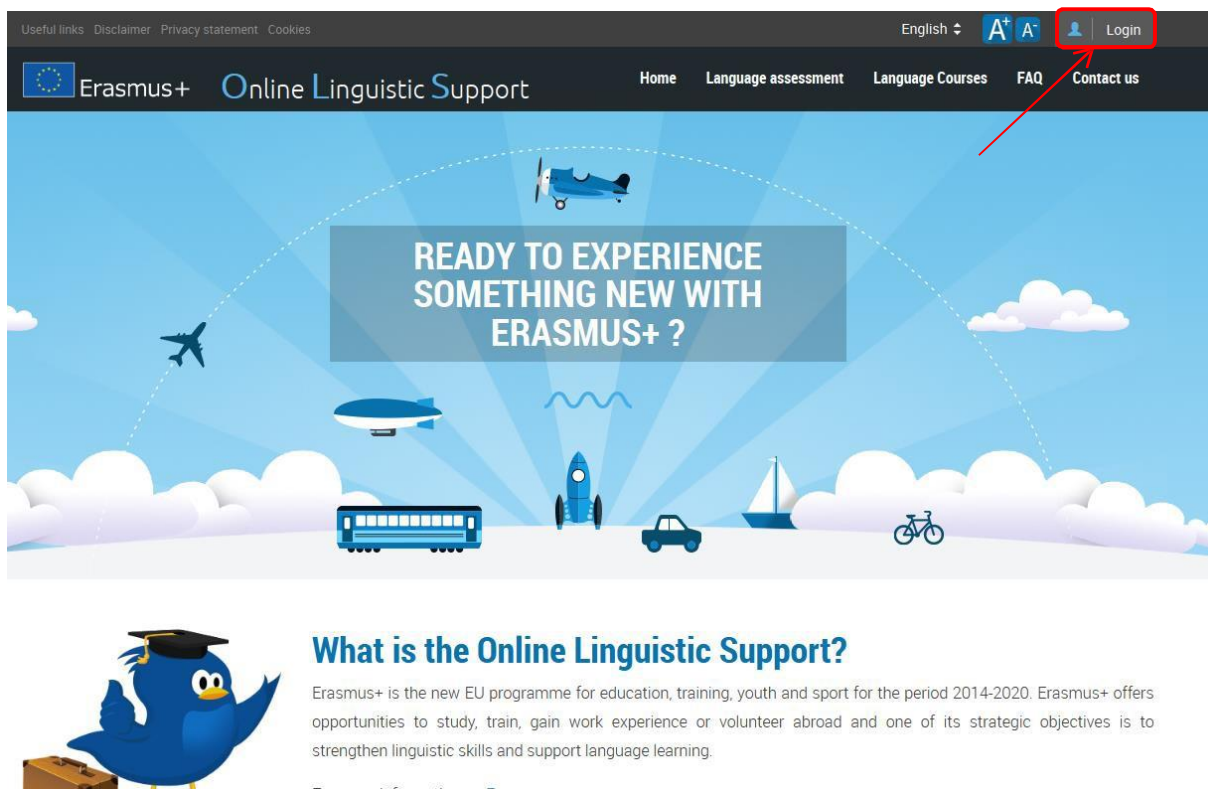 Useful links Disclaimer Privacy statement Cookies
English A+ A- Login
Erasmus+ Online Linguistic Support
Home Language assessment Language Courses FAQ Contact us
READY TO EXPERIENCE
SOMETHING NEW WITH
ERASMUS+ ?
What is the Online Linguistic Support?
Erasmus+ is the new EU programme for education, training, youth and sport for the period 2014-2020. Erasmus+ offers
opportunities to study, train, gain work experience or volunteer abroad and one of its strategic objectives is to
strengthen linguistic skills and support language learning.